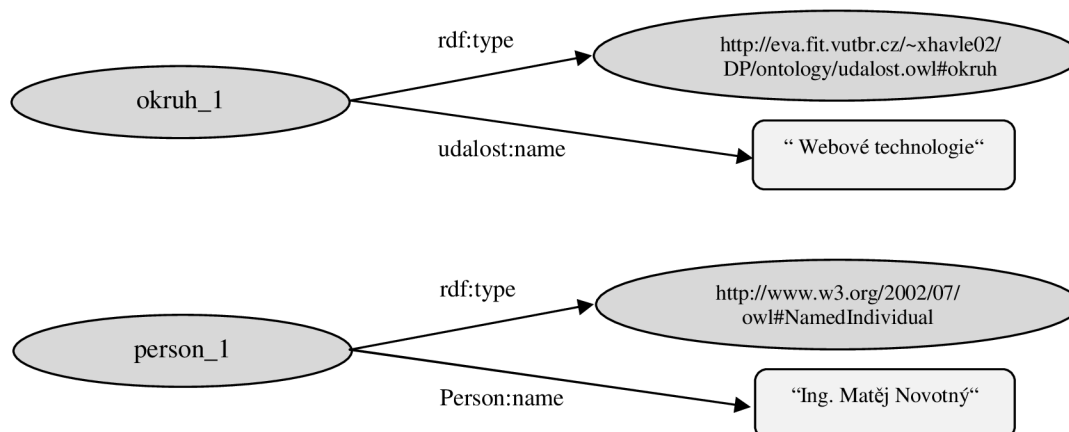 rdf:type
http://eva.fit.vutbr.cz/~xhavle02/
DP/ontology/udalost.owl#okruh
okruh_1
“ Webové technologie“
udalost:name
rdf:type
http://www.w3.org/2002/07/
owl#NamedIndividual
person_1
Person:name
“Ing. Matěj Novotný“